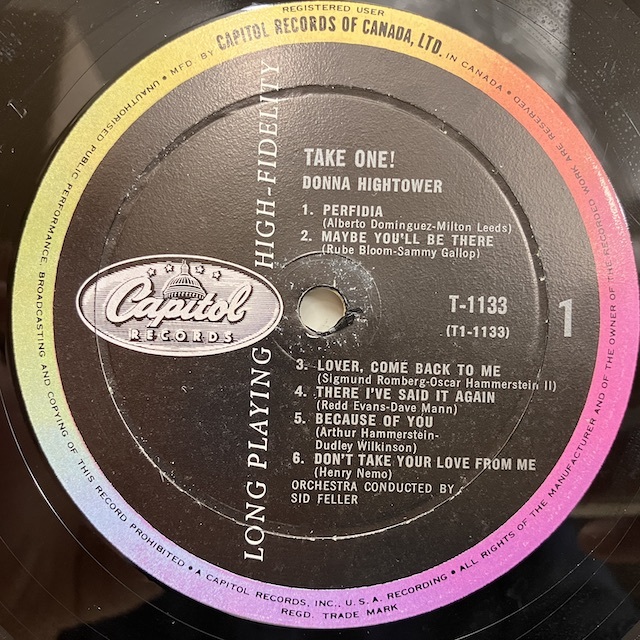 REGISTERED USER
• MFD. BY CAPITOL RECORDS OF CANADA, LTD. IN CANADA •
TAKE ONE!
DONNA HIGHTOWER
1. PERFIDIA
(Alberto Dominguez-Milton Leeds)
2. MAYBE YOU'LL BE THERE
(Rube Bloom-Sammy Gallop)
Capitol
RECORDS
T-1133
(T1-1133)
1
3. LOVER, COME BACK TO ME
(Sigmund Romberg-Oscar Hammerstein II)
4. THERE I'VE SAID IT AGAIN
(Redd Evans-Dave Mann)
5. BECAUSE OF YOU
(Arthur Hammerstein-
Dudley Wilkinson)
6. DON'T TAKE YOUR LOVE FROM ME
(Henry Nemo)
ORCHESTRA CONDUCTED BY
SID FELLER
LONG PLAYING HIGH-FIDELITY
UNAUTHORISED PUBLIC PERFORMANCE, BROADCASTING AND COPYING OF THIS RECORD PROHIBITED •
A CAPITOL RECORDS, INC., U.S.A. RECORDING •
REGD. TRADE MARK
ALL RIGHTS OF THE MANUFACTURER AND OF THE OWNER OF THE RECORDED WORK ARE RESERVED